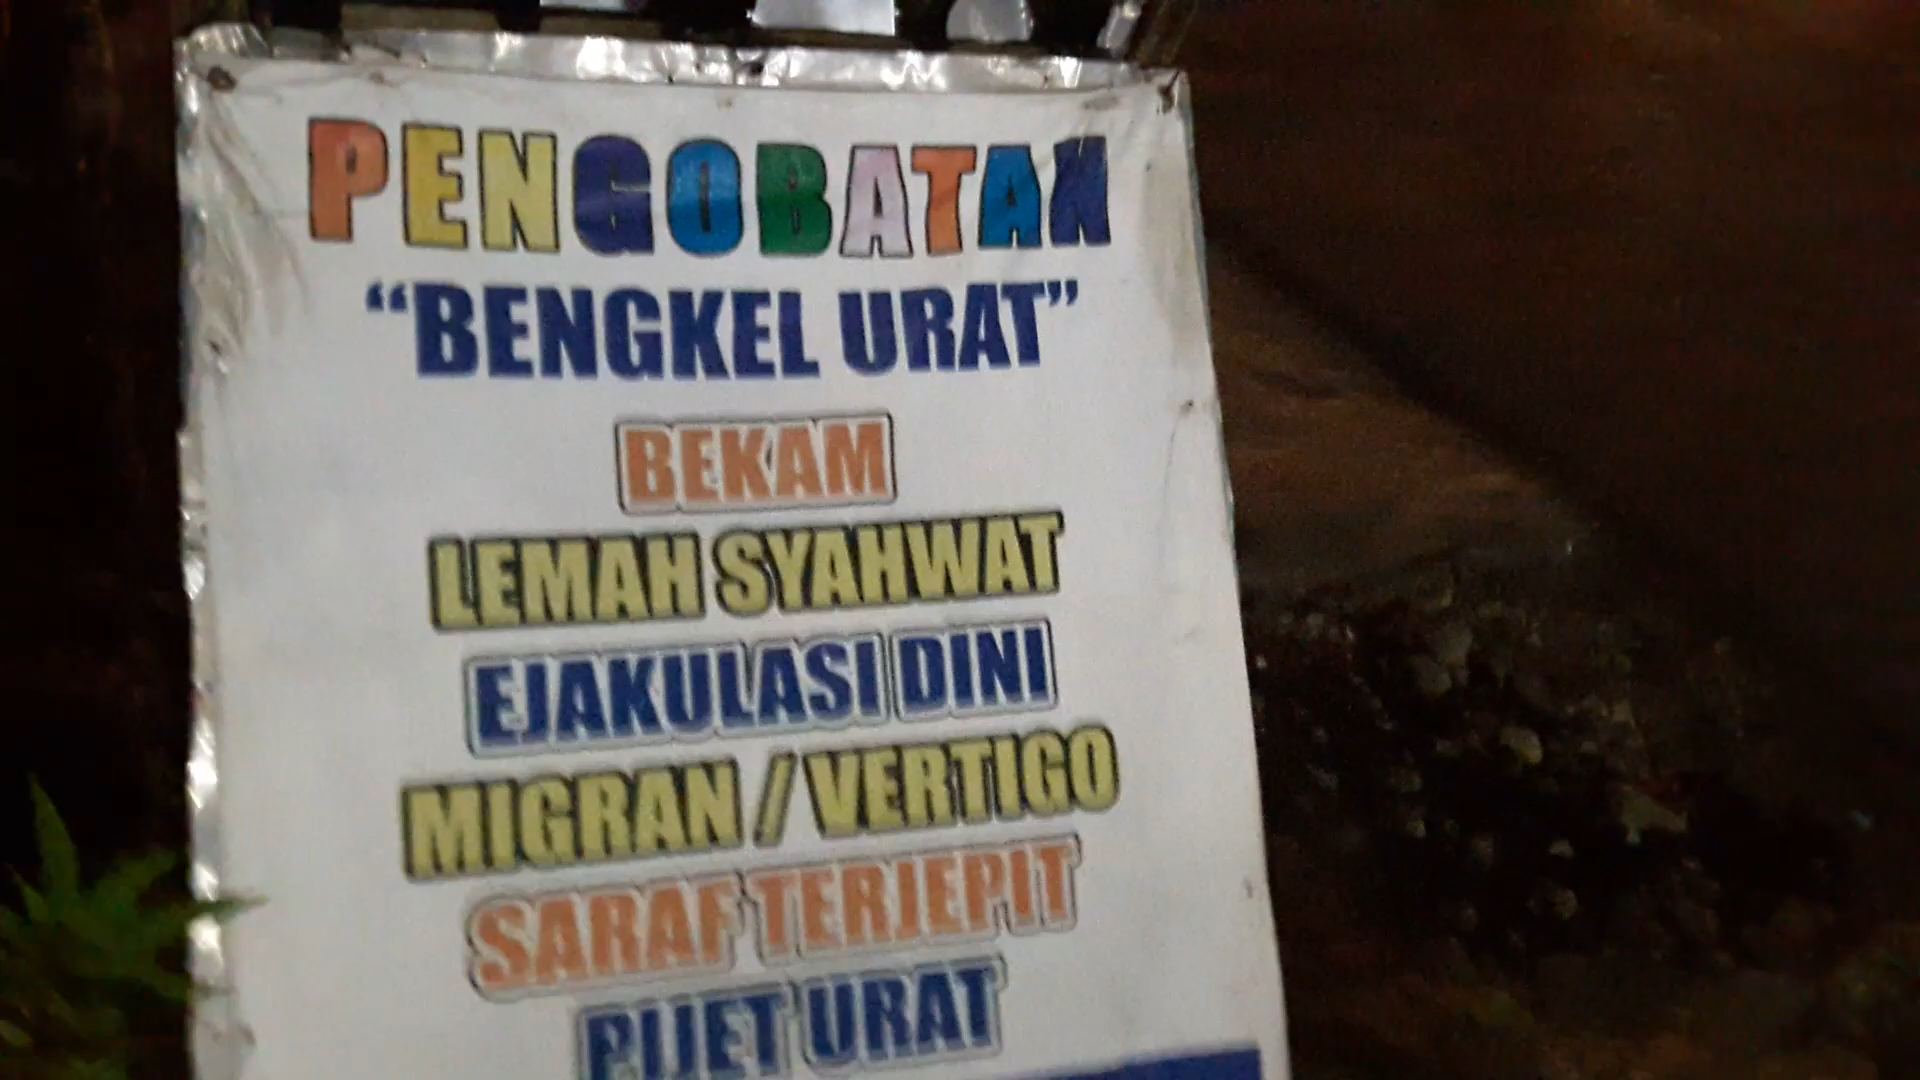 PENGOBATAN
“BENGKEL URAT”
BEKAM
LEMAH SYAHWAT
EJAKULASI DINI
MIGRAN / VERTIGO
SARAF TERJEPIT
PIJET URAT